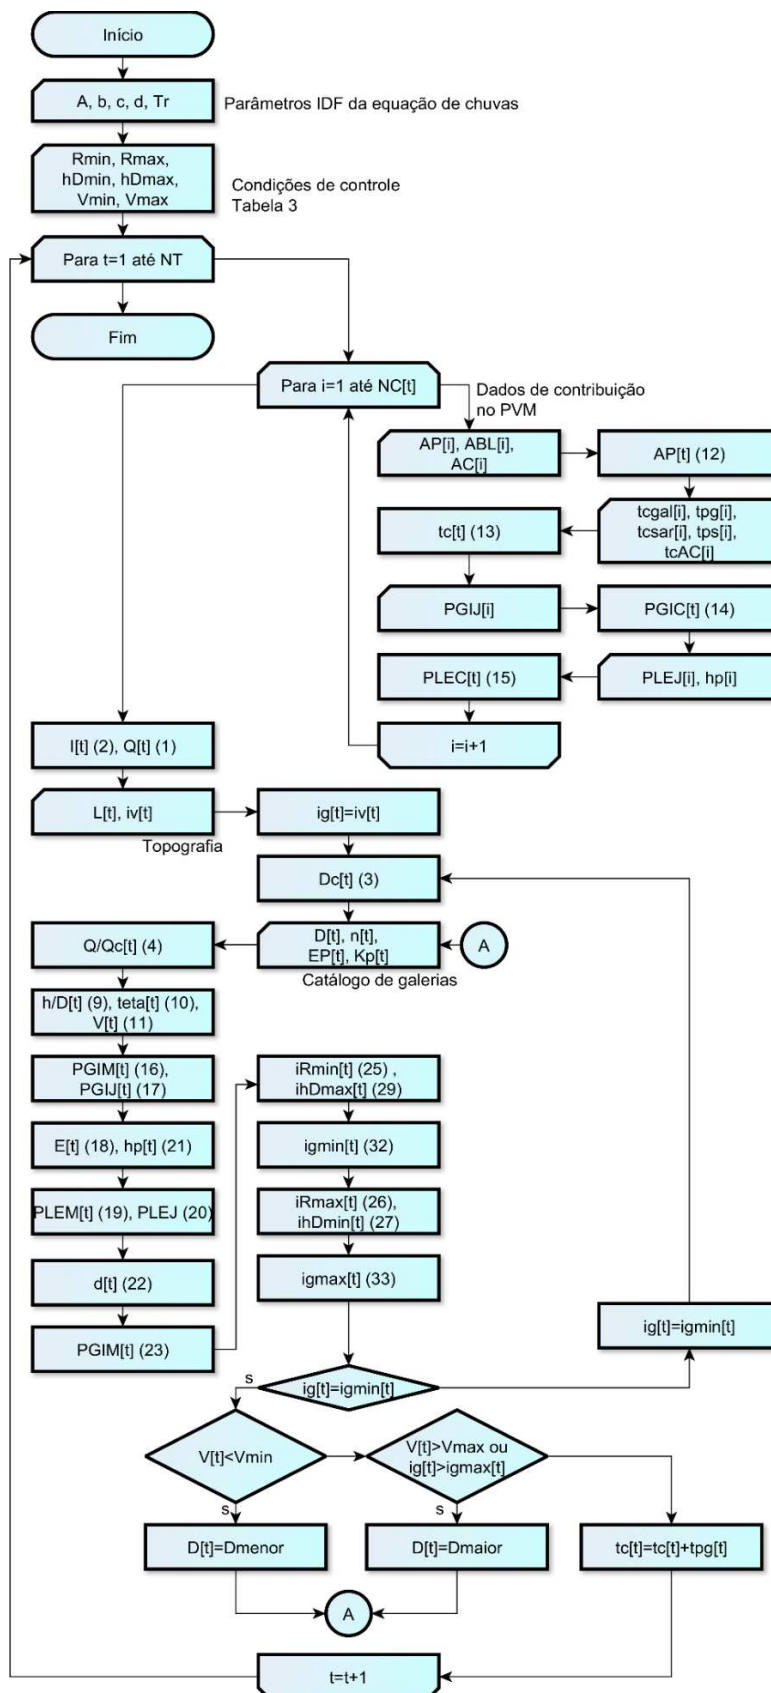 Início
A, b, c, d, Tr
Parâmetros IDF da equação de chuvas
Rmin, Rmax,
hDmin, hDmax,
Vmin, Vmax
Condições de controle
Tabela 3
Para t=1 até NT
Fim
Para i=1 até NC[t]
Dados de contribuição
no PVM
AP[i], ABL[i],
AC[i]
AP[t] (12)
tcgal[i], tpg[i],
tcsar[i], tps[i],
tcAC[i]
tc[t] (13)
PGIJ[i]
PGIC[t] (14)
PLEJ[i], hp[i]
PLEC[t] (15)
i=i+1
I[t] (2), Q[t] (1)
L[t], iv[t]
Topografia
ig[t]=iv[t]
Dc[t] (3)
D[t], n[t],
EP[t], Kp[t]
A
Catálogo de galerias
Q/Qc[t] (4)
h/D[t] (9), teta[t] (10),
V[t] (11)
PGIM[t] (16),
PGIJ[t] (17)
E[t] (18), hp[t] (21)
PLEM[t] (19), PLEJ (20)
d[t] (22)
PGIM[t] (23)
iRmin[t] (25) ,
ihDmax[t] (29)
igmin[t] (32)
iRmax[t] (26),
ihDmin[t] (27)
igmax[t] (33)
ig[t]=igmin[t]
s
ig[t]=igmin[t]
V[t]<Vmin
V[t]>Vmax ou
ig[t]>igmax[t]
s
s
D[t]=Dmenor
D[t]=Dmaior
tc[t]=tc[t]+tpg[t]
A
t=t+1